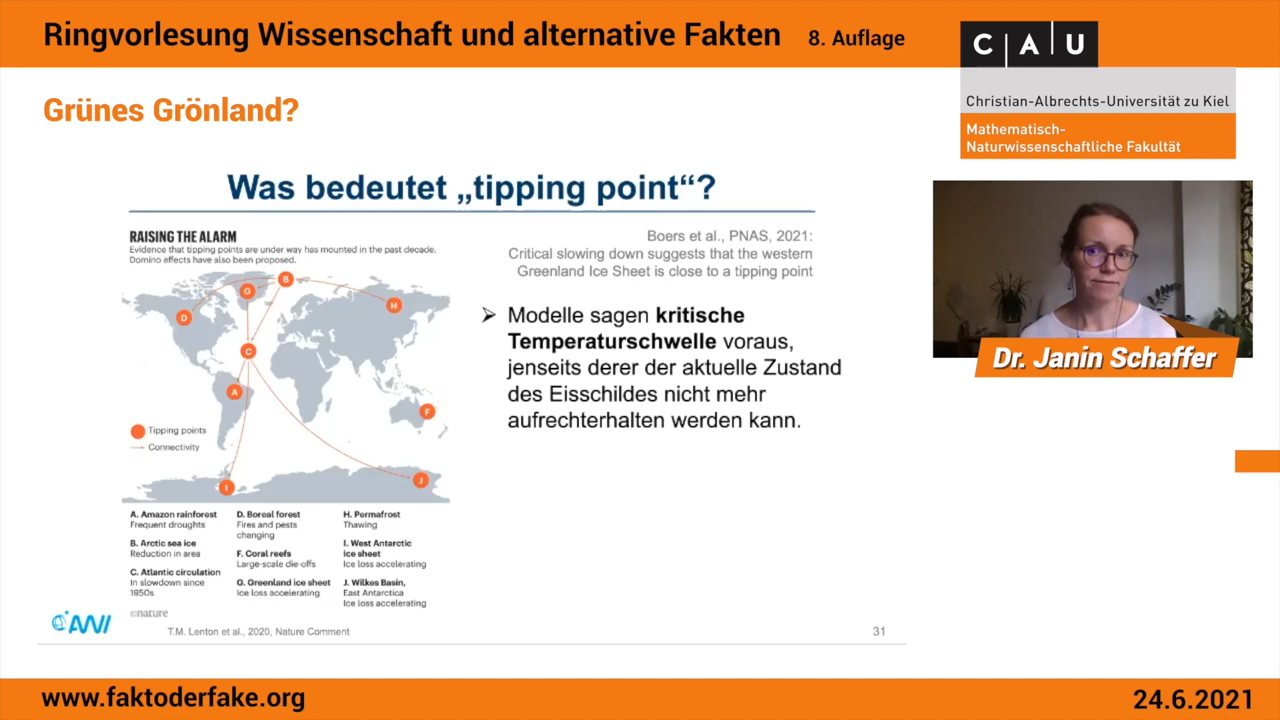 Ringvorlesung Wissenschaft und alternative Fakten 8. Auflage
C A U
Christian-Albrechts-Universität zu Kiel
Mathematisch-
Naturwissenschaftliche Fakultät
Grünes Grönland?
Was bedeutet „tipping point“?
RAISING THE ALARM
Evidence that tipping points are under way has mounted in the past decade.
Domino effects have also been proposed.
B
G
H
D
C
A
F
I
J
Tipping points
Connectivity
A. Amazon rainforest
Frequent droughts
B. Arctic sea ice
Reduction in area
C. Atlantic circulation
In slowdown since
1950s
D. Boreal forest
Fires and pests
changing
F. Coral reefs
Large-scale die-offs
G. Greenland ice sheet
Ice loss accelerating
H. Permafrost
Thawing
I. West Antarctic
ice sheet
Ice loss accelerating
J. Wilkes Basin,
East Antarctica
Ice loss accelerating
©nature
Boers et al., PNAS, 2021:
Critical slowing down suggests that the western
Greenland Ice Sheet is close to a tipping point
Modelle sagen kritische
Temperaturschwelle voraus,
jenseits derer der aktuelle Zustand
des Eisschildes nicht mehr
aufrechterhalten werden kann.
Dr. Janin Schaffer
AWI
T.M. Lenton et al., 2020, Nature Comment
31
www.faktoderfake.org
24.6.2021